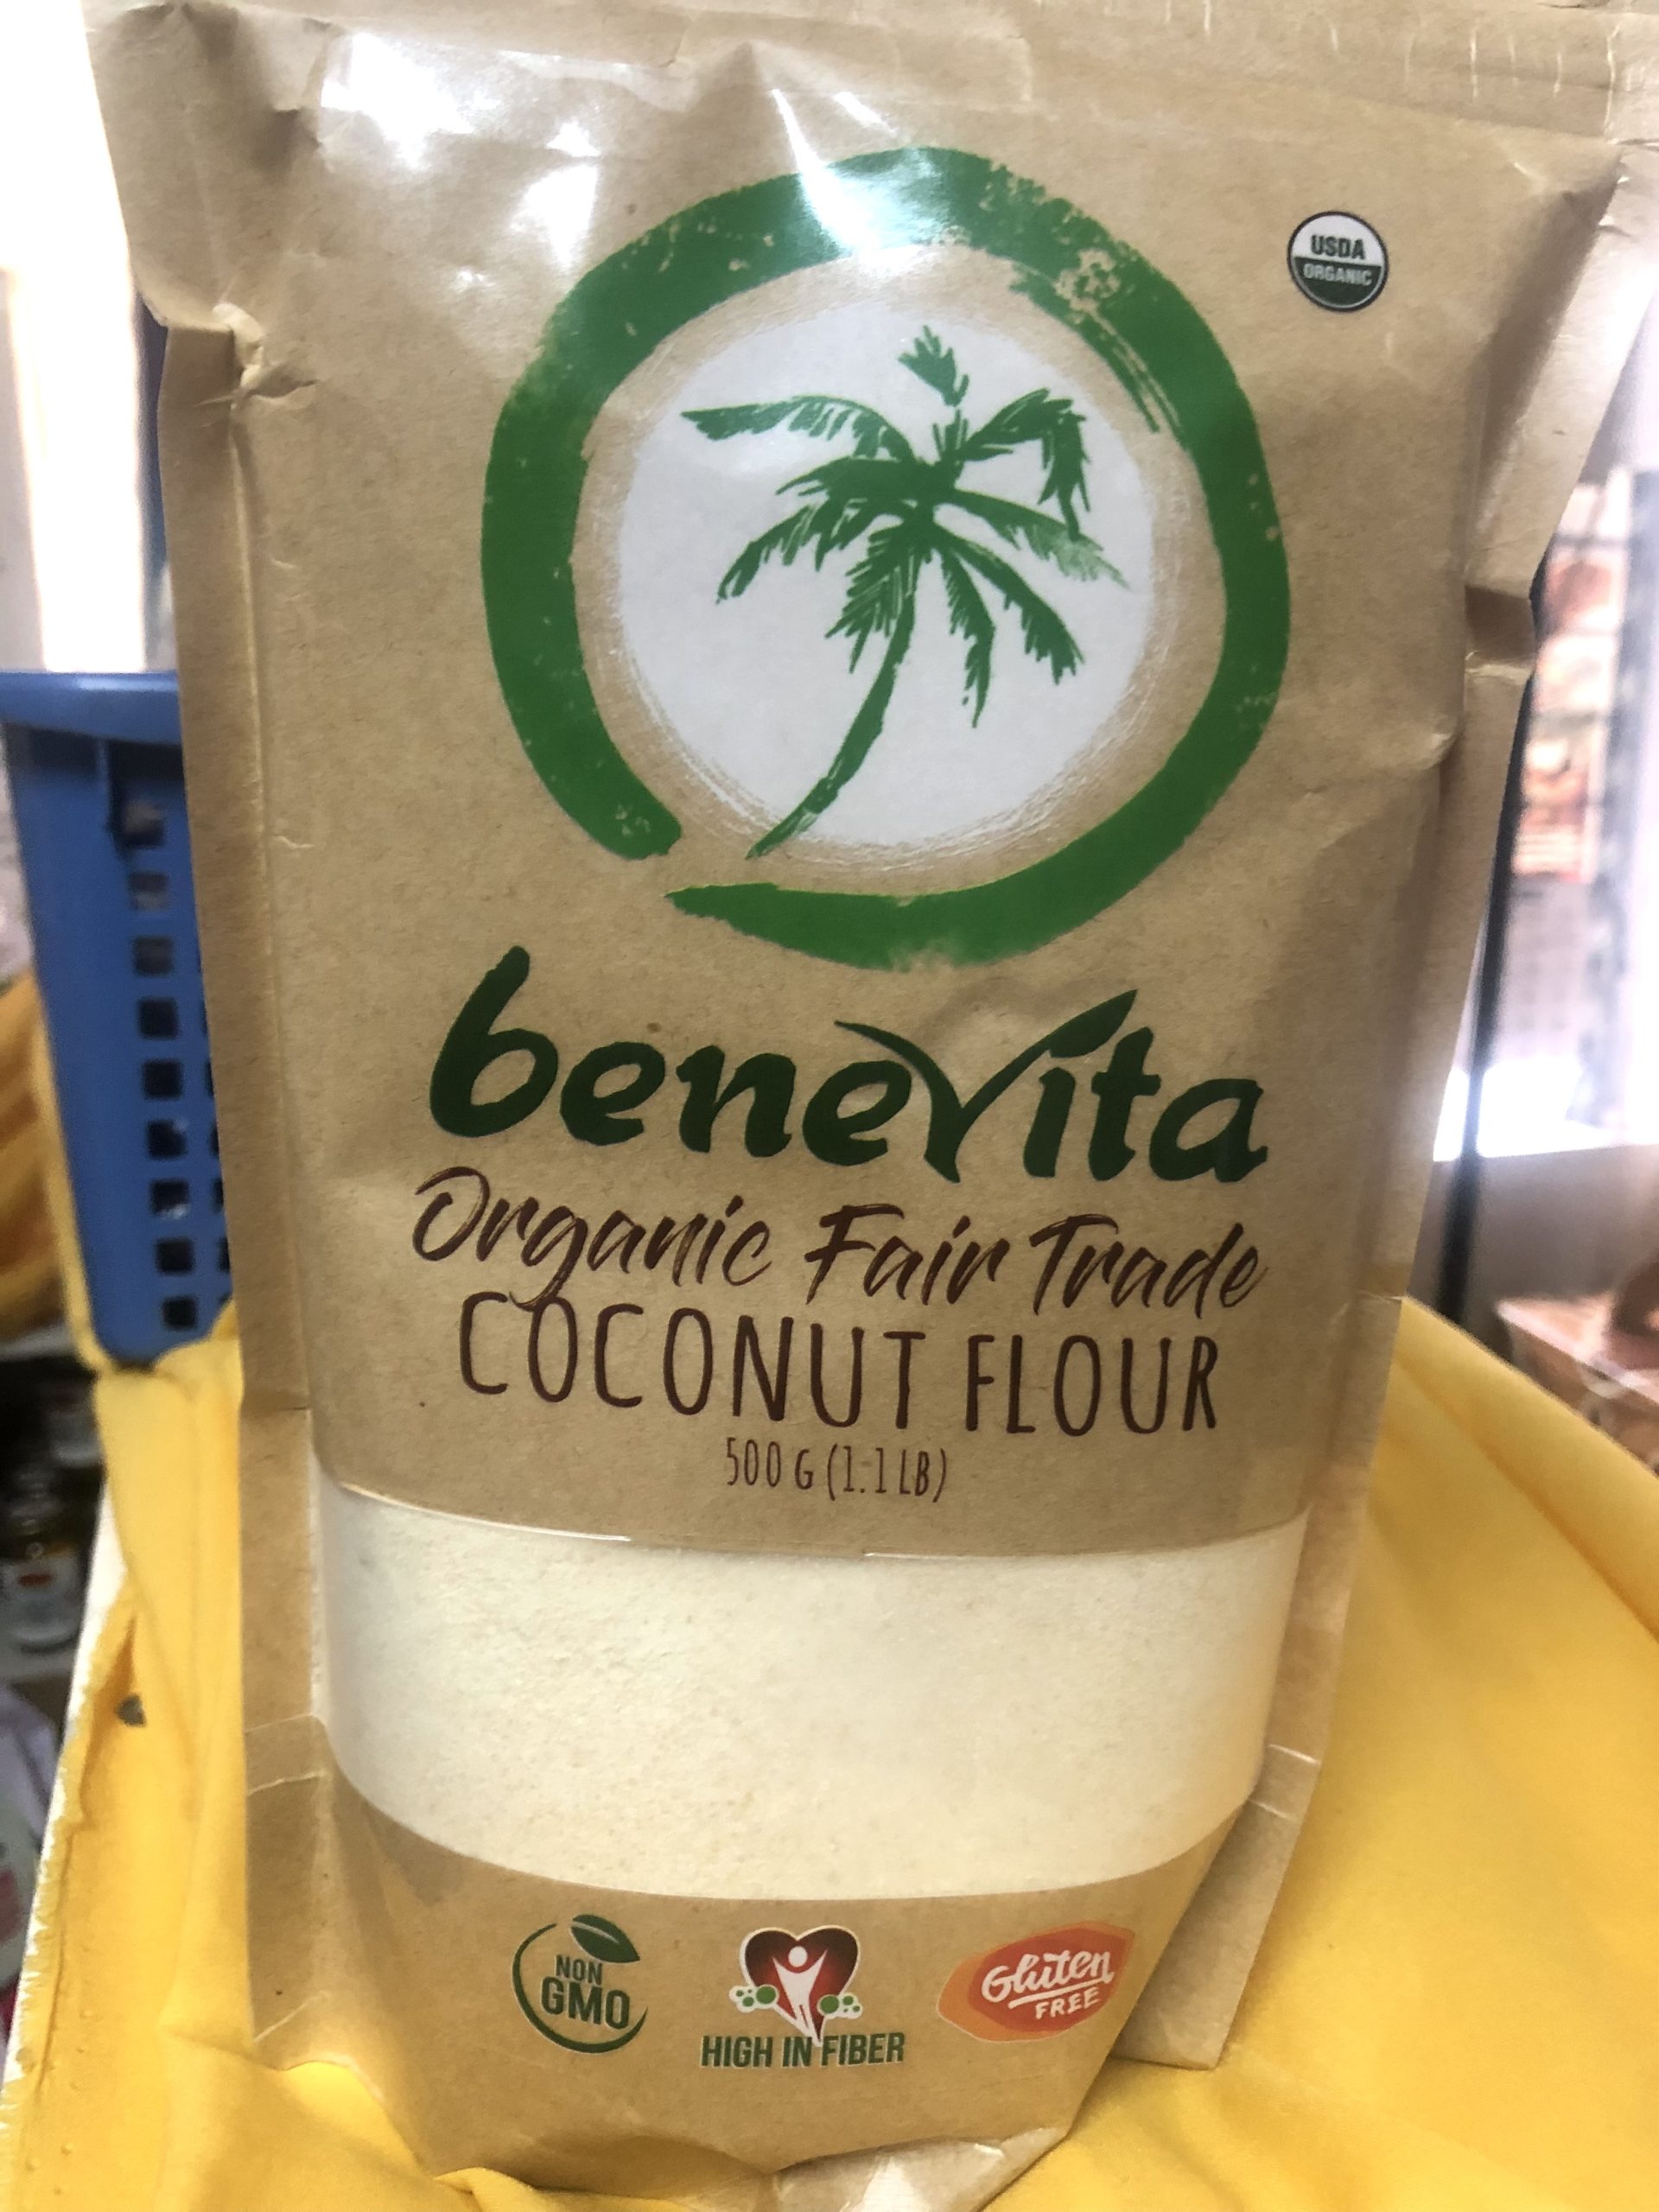 USDA
ORGANIC
benevita
Organic Fair Trade
COCONUT FLOUR
500 G (1.1 LB)
NON
GMO
HIGH IN FIBER
Gluten
FREE